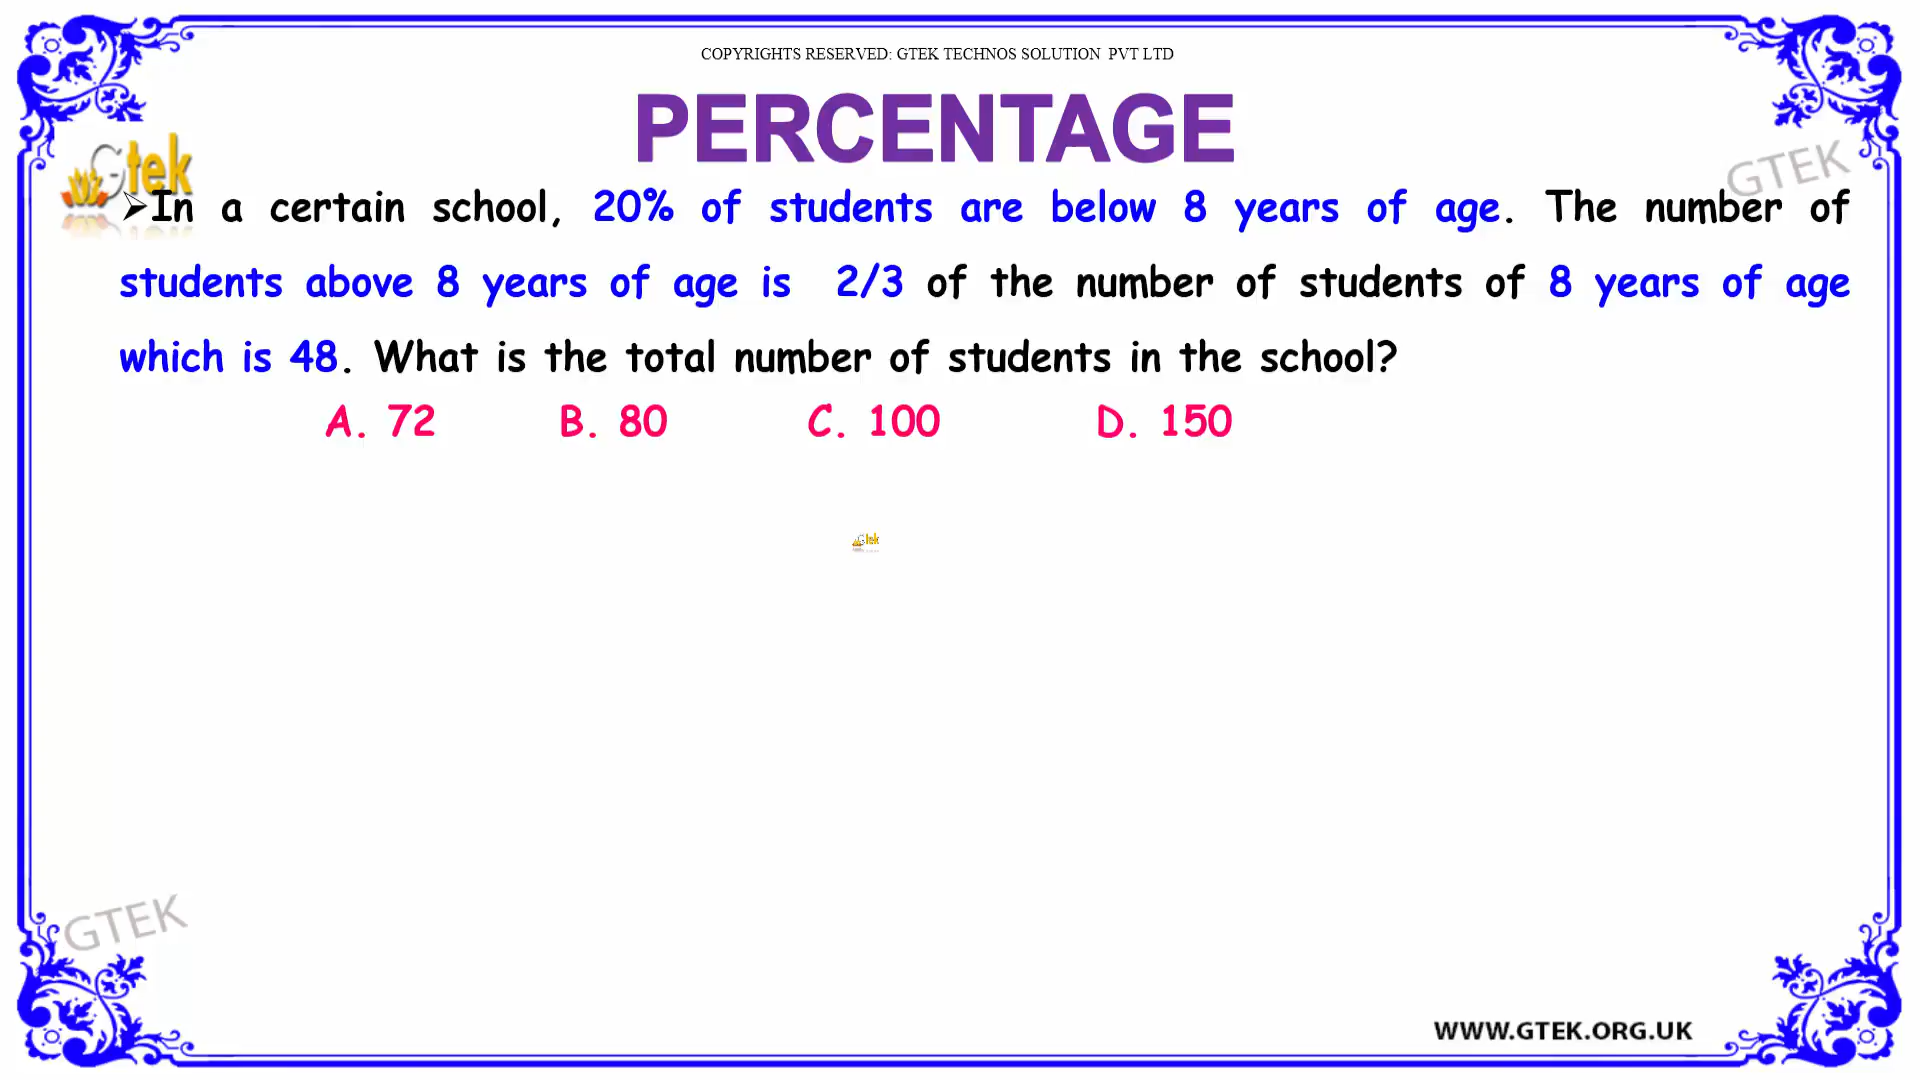 COPYRIGHTS RESERVED: GTEK TECHNOS SOLUTION PVT LTD
PERCENTAGE
Gtek
GTEK
➢In a certain school, 20% of students are below 8 years of age. The number of
students above 8 years of age is 2/3 of the number of students of 8 years of age
which is 48. What is the total number of students in the school?
A. 72 B. 80 C. 100 D. 150
Gtek
GTEK
WWW.GTEK.ORG.UK